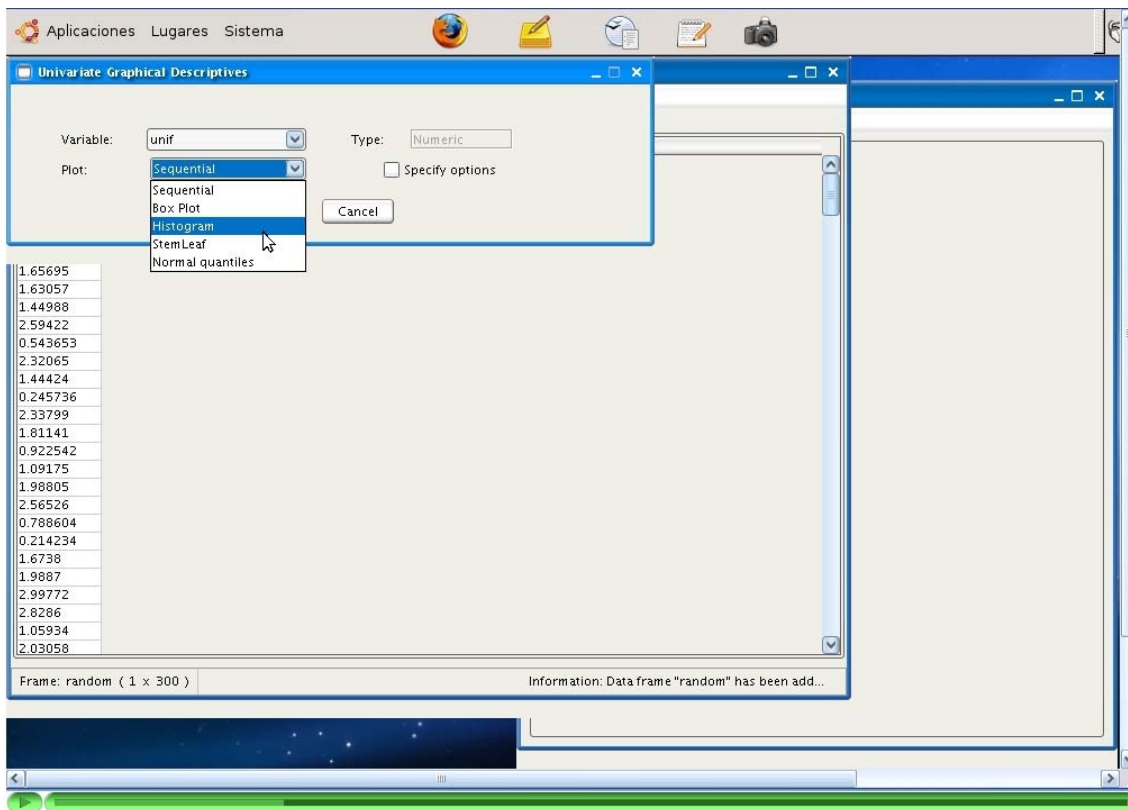 Aplicaciones Lugares Sistema
Univariate Graphical Descriptives
Variable: unif Type: Numeric
Plot: Sequential Specify options
Sequential
Box Plot
Histogram
StemLeaf
Normal quantiles
Cancel
1.65695
1.63057
1.44988
2.59422
0.543653
2.32065
1.44424
0.245736
2.33799
1.81141
0.922542
1.09175
1.98805
2.56526
0.788604
0.214234
1.6738
1.9887
2.99772
2.8286
1.05934
2.03058
Frame: random ( 1 x 300 ) Information: Data frame "random" has been add...